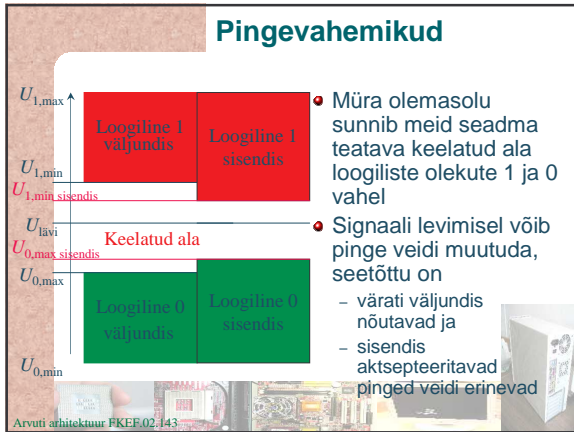 Pingevahemikud
U1,max
Loogiline 1
väljundis
Loogiline 1
sisendis
U1,min
U1,min sisendis
Ulävi
Keelatud ala
U0,max sisendis
U0,max
Loogiline 0
väljundis
Loogiline 0
sisendis
U0,min
Müra olemasolu
sunnib meid seadma
teatava keelatud ala
loogiliste olekute 1 ja 0
vahel
Signaali levimisel võib
pinge veidi muutuda,
seetõttu on
– värati väljundis
nõutavad ja
– sisendis
aktsepteeritavad
pinged veidi erinevad
Arvuti arhitektuur FKEF.02.143